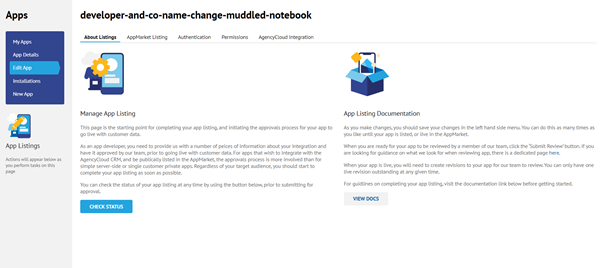 Apps
My Apps
App Details
Edit App
Installations
New App
App Listings
Actions will appear below as
you perform tasks on this
page
developer-and-co-name-change-muddled-notebook
About Listings
AppMarket Listing
Authentication
Permissions
AgencyCloud Integration
Manage App Listing
This page is the starting point for completing your app listing, and initiating the approvals process for your app to
go live with customer data.
As an app developer, you need to provide us with a number of peices of information about your integration and
have it approved by our team, prior to going live with customer data. For apps that wish to integrate with the
AgencyCloud CRM, and be publically listed in the AppMarket, the approvals process is more involved than for
simple server-side or single customer private apps. Regardless of your target audience, you should start to
complete your app listing as soon as possible.
You can check the status of your app listing at any time by using the button below, prior to submitting for
approval.
CHECK STATUS
App Listing Documentation
As you make changes, you should save your changes in the left hand side menu. You can do this as many times as
you like until your app is listed, or live in the AppMarket.
When you are ready for your app to be reviewed by a member of our team, click the 'Submit Review' button. If you
are looking for guidance on what we look for when reviewing app, there is a dedicated page here.
When your app is live, you will need to create revisions to your app for our team to review. You can only have one
live revision outstanding at any given time.
For guidlines on completing your app listing, visit the documentation link below before getting started.
VIEW DOCS